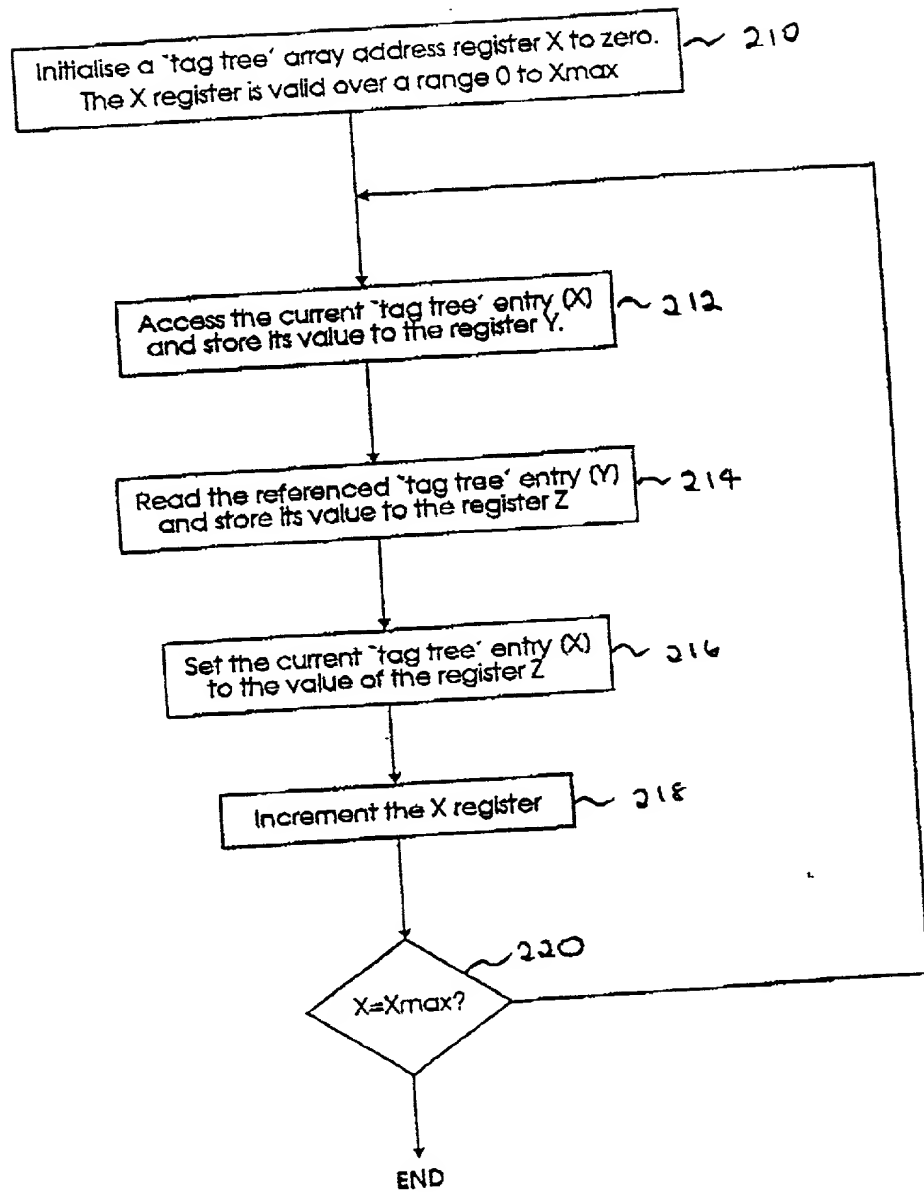 Initialise a `tag tree' array address register X to zero.
The X register is valid over a range 0 to Xmax
210
Access the current `tag tree' entry (X)
and store its value to the register Y.
212
Read the referenced `tag tree' entry (Y)
and store its value to the register Z
214
Set the current `tag tree' entry (X)
to the value of the register Z
216
Increment the X register
218
220
X=Xmax?
END